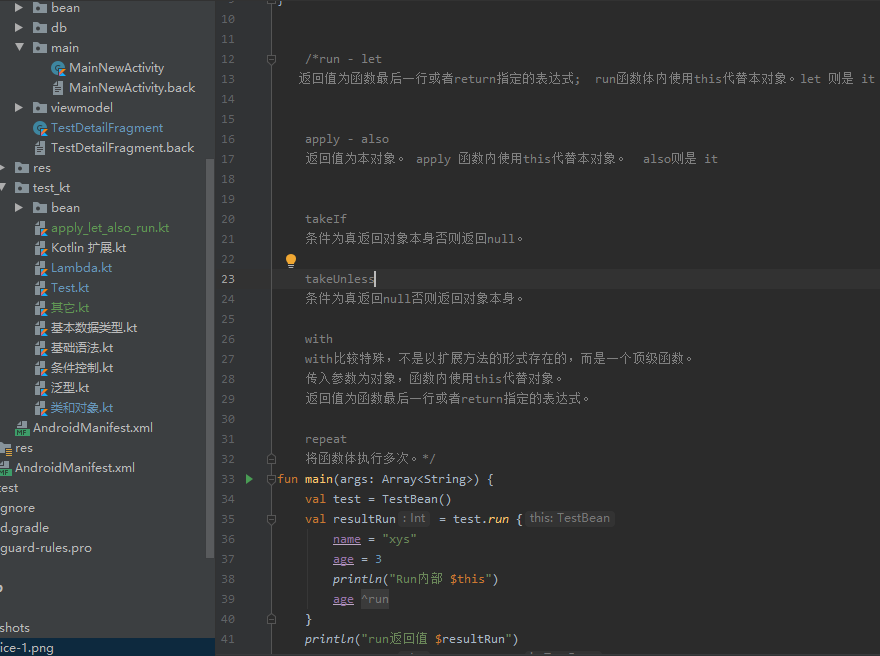 bean
db
main
MainNewActivity
MainNewActivity.back
viewmodel
TestDetailFragment
TestDetailFragment.back
res
test_kt
bean
apply_let_also_run.kt
Kotlin 扩展.kt
Lambda.kt
Test.kt
其它.kt
基本数据类型.kt
基础语法.kt
条件控制.kt
泛型.kt
类和对象.kt
AndroidManifest.xml
res
AndroidManifest.xml
est
gnore
d.gradle
guard-rules.pro
shots
ice-1.png
9 }
10
11
12 /*run - let
13 返回值为函数最后一行或者return指定的表达式; run函数体内使用this代替本对象。let 则是 it
14
15
16 apply - also
17 返回值为本对象。 apply 函数内使用this代替本对象。 also则是 it
18
19
20 takeIf
21 条件为真返回对象本身否则返回null。
22
23 takeUnless
24 条件为真返回null否则返回对象本身。
25
26 with
27 with比较特殊，不是以扩展方法的形式存在的，而是一个顶级函数。
28 传入参数为对象，函数内使用this代替对象。
29 返回值为函数最后一行或者return指定的表达式。
30
31 repeat
32 将函数体执行多次。*/
33 fun main(args: Array<String>) {
34 val test = TestBean()
35 val resultRun : Int = test.run { this: TestBean
36 name = "xys"
37 age = 3
38 println("Run内部 $this")
39 age ^run
40 }
41 println("run返回值 $resultRun")